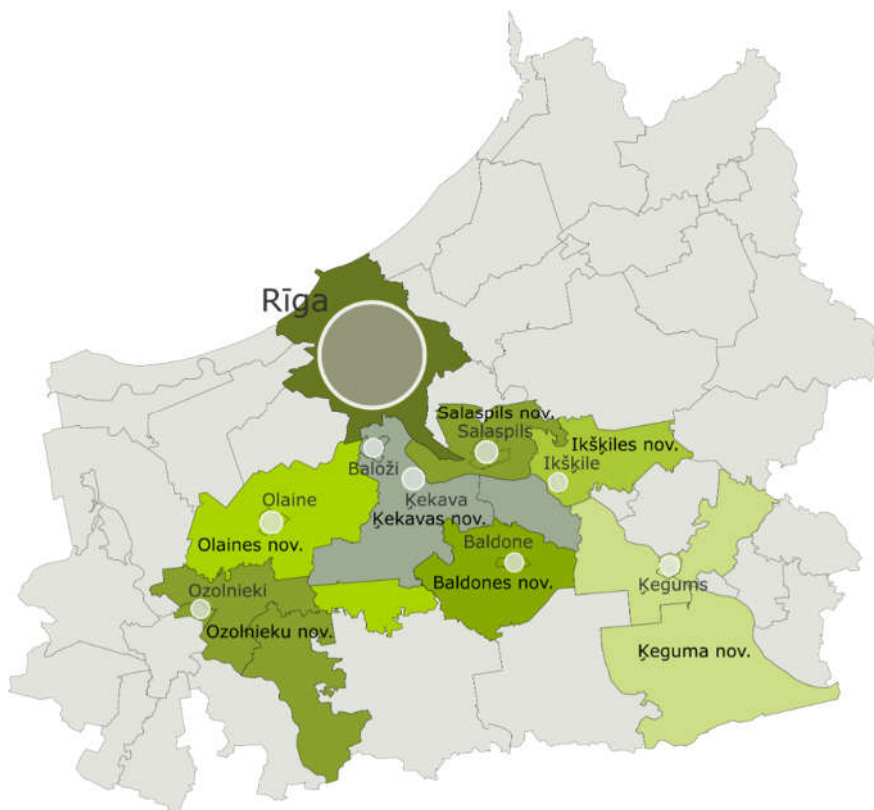 Rīga
Salaspils nov.
Salaspils
Ikšķiles nov.
Ikšķile
Baloži
Ķekava
Ķekavas nov.
Olaine
Olaines nov.
Baldone
Baldones nov.
Ķegums
Ozolnieki
Ozolnieku nov.
Ķeguma nov.